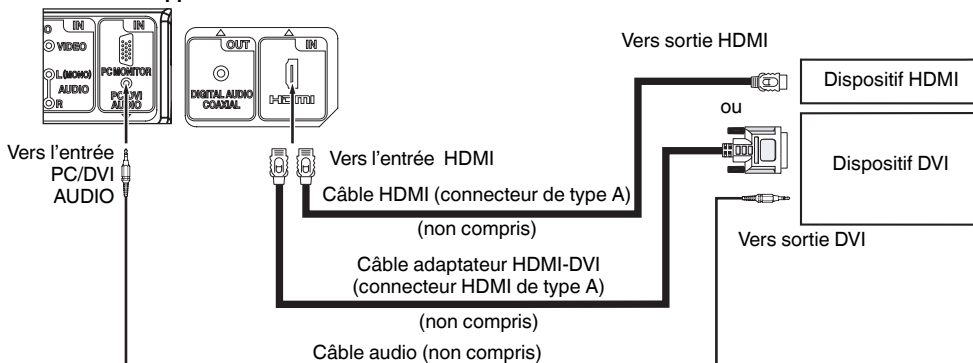 IN
IN
VIDEO
L (MONO)
AUDIO
R
PC MONITOR
PC/DVI
AUDIO
OUT
IN
DIGITAL AUDIO
COAXIAL
HDMI
Vers sortie HDMI
Dispositif HDMI
ou
Vers l'entrée
PC/DVI
AUDIO
Vers l'entrée HDMI
Dispositif DVI
Câble HDMI (connecteur de type A)
(non compris)
Vers sortie DVI
Câble adaptateur HDMI-DVI
(connecteur HDMI de type A)
(non compris)
Câble audio (non compris)